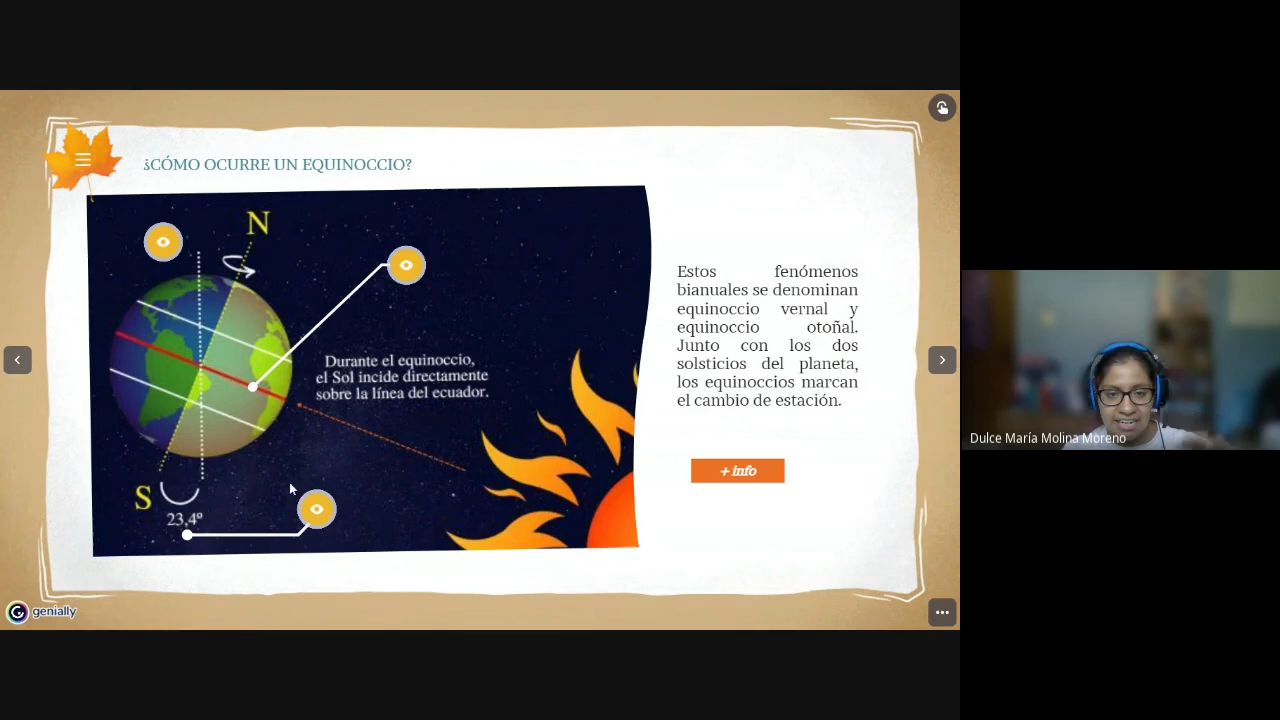 ¿CÓMO OCURRE UN EQUINOCCIO?
N
Durante el equinoccio,
el Sol incide directamente
sobre la línea del ecuador.
S
23,4º
Estos fenómenos
bianuales se denominan
equinoccio vernal y
equinoccio otoñal.
Junto con los dos
solsticios del planeta,
los equinoccios marcan
el cambio de estación.
+ info
genially
Dulce María Molina Moreno